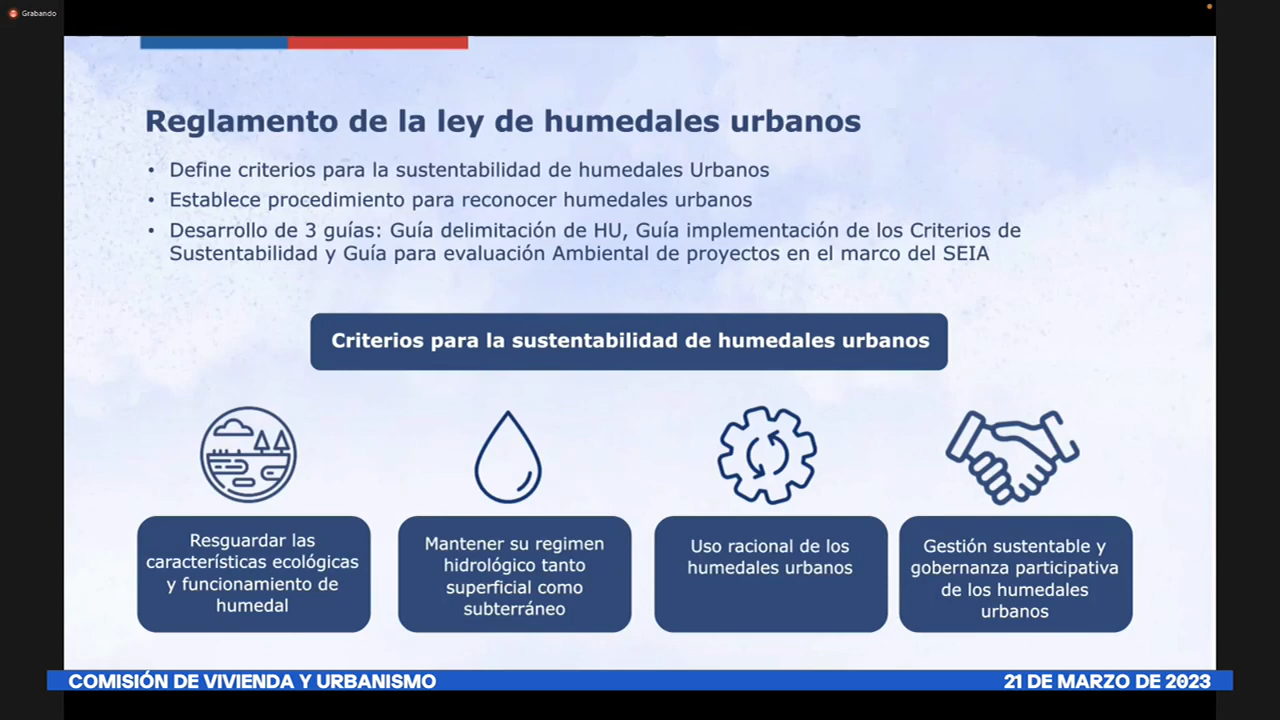 Grabando
Reglamento de la ley de humedales urbanos
• Define criterios para la sustentabilidad de humedales Urbanos
• Establece procedimiento para reconocer humedales urbanos
• Desarrollo de 3 guías: Guía delimitación de HU, Guía implementación de los Criterios de
Sustentabilidad y Guía para evaluación Ambiental de proyectos en el marco del SEIA
Criterios para la sustentabilidad de humedales urbanos
Resguardar las
características ecológicas
y funcionamiento de
humedal
Mantener su regimen
hidrológico tanto
superficial como
subterráneo
Uso racional de los
humedales urbanos
Gestión sustentable y
gobernanza participativa
de los humedales
urbanos
COMISIÓN DE VIVIENDA Y URBANISMO
21 DE MARZO DE 2023